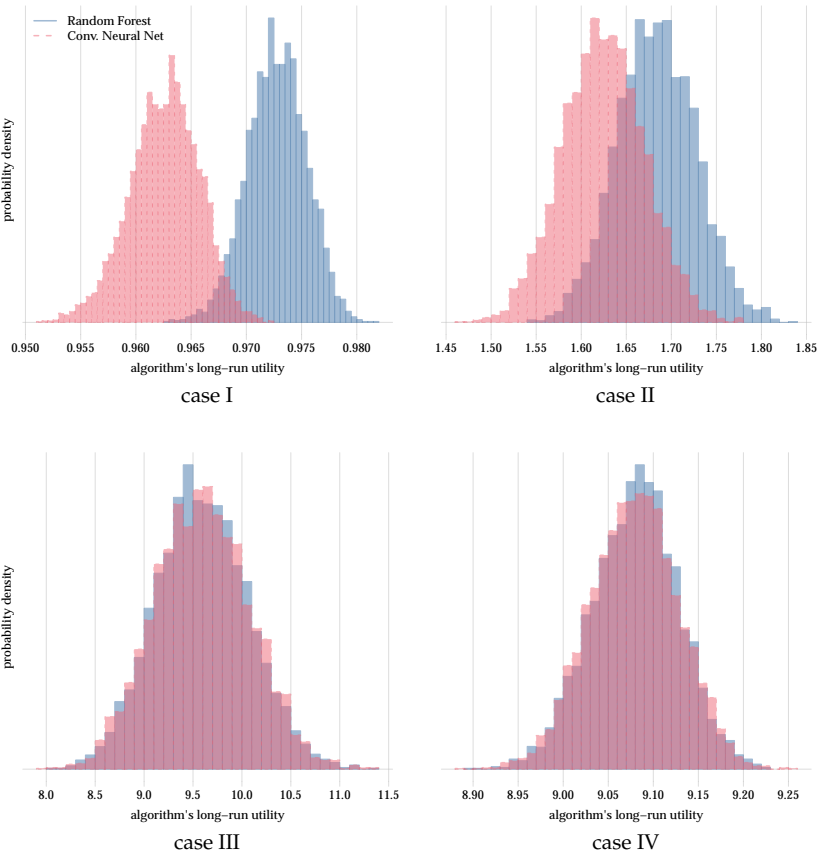 Random Forest
Conv. Neural Net
probability density
0.950 0.955 0.960 0.965 0.970 0.975 0.980
algorithm's long−run utility
case I
1.45 1.50 1.55 1.60 1.65 1.70 1.75 1.80 1.85
algorithm's long−run utility
case II
probability density
8.0 8.5 9.0 9.5 10.0 10.5 11.0 11.5
algorithm's long−run utility
case III
8.90 8.95 9.00 9.05 9.10 9.15 9.20 9.25
algorithm's long−run utility
case IV